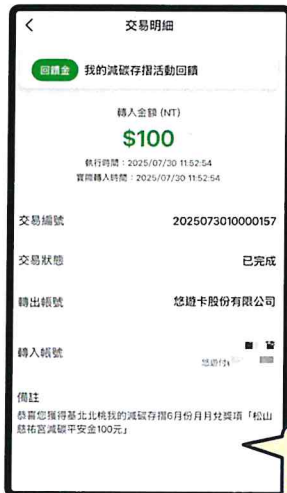 交易明細
回饋金 我的減碳存摺活動回饋
轉入金額 (NT)
$100
執行時間：2025/07/30 11:52:54
實際轉入時間：2025/07/30 11:52:54
交易編號 2025073010000157
交易狀態 已完成
轉出帳號 悠遊卡股份有限公司
轉入帳號
悠遊付
備註
恭喜您獲得基北北桃我的減碳存摺6月份月月兌獎項「松山
慈祐宮減碳平安金100元」